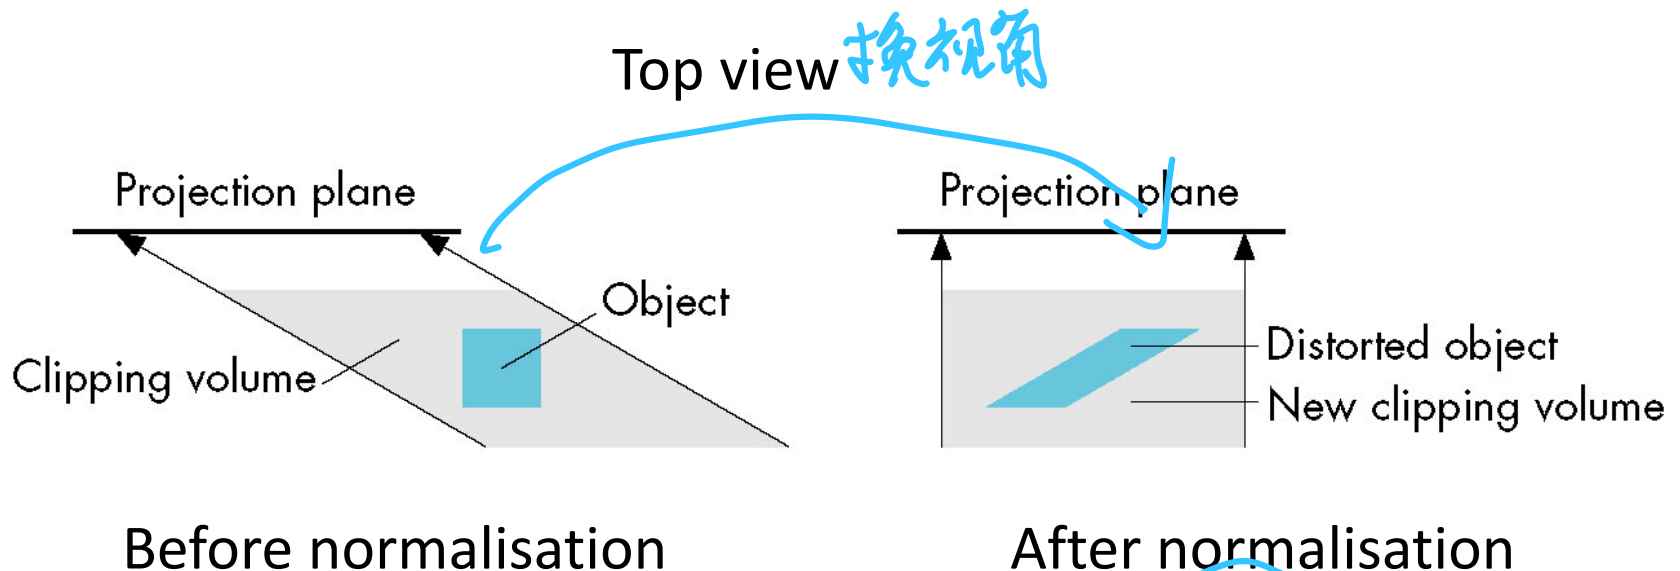 Top view 换视角
Projection plane
Projection plane
Object
Clipping volume
Distorted object
New clipping volume
Before normalisation
After normalisation